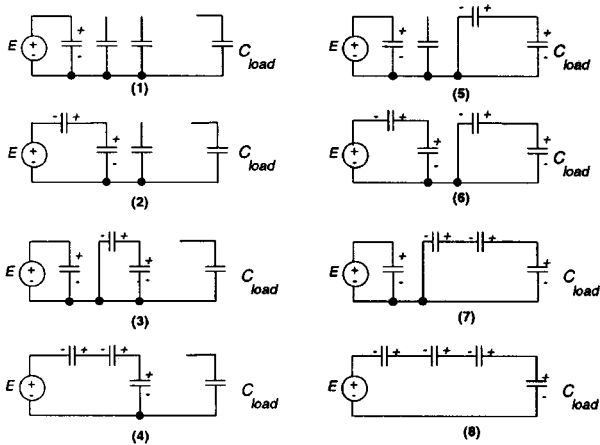 E + - + - C load
(1)
E - + + - C load
(2)
E + - - + + - C load
(3)
E + - - + - + + - C load
(4)
E + - + - - + + - C load
(5)
E + - - + + - - + + - C load
(6)
E + - + - - + - + + - C load
(7)
E + - - + - + - + + - C load
(8)